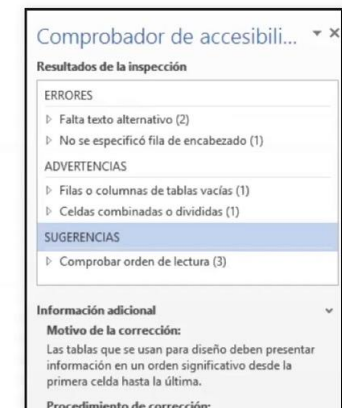 Comprobador de accesibili...
Resultados de la inspección
ERRORES
Falta texto alternativo (2)
No se especificó fila de encabezado (1)
ADVERTENCIAS
Filas o columnas de tablas vacías (1)
Celdas combinadas o divididas (1)
SUGERENCIAS
Comprobar orden de lectura (3)
Información adicional
Motivo de la corrección:
Las tablas que se usan para diseño deben presentar
información en un orden significativo desde la
primera celda hasta la última.
Procedimiento de corrección: